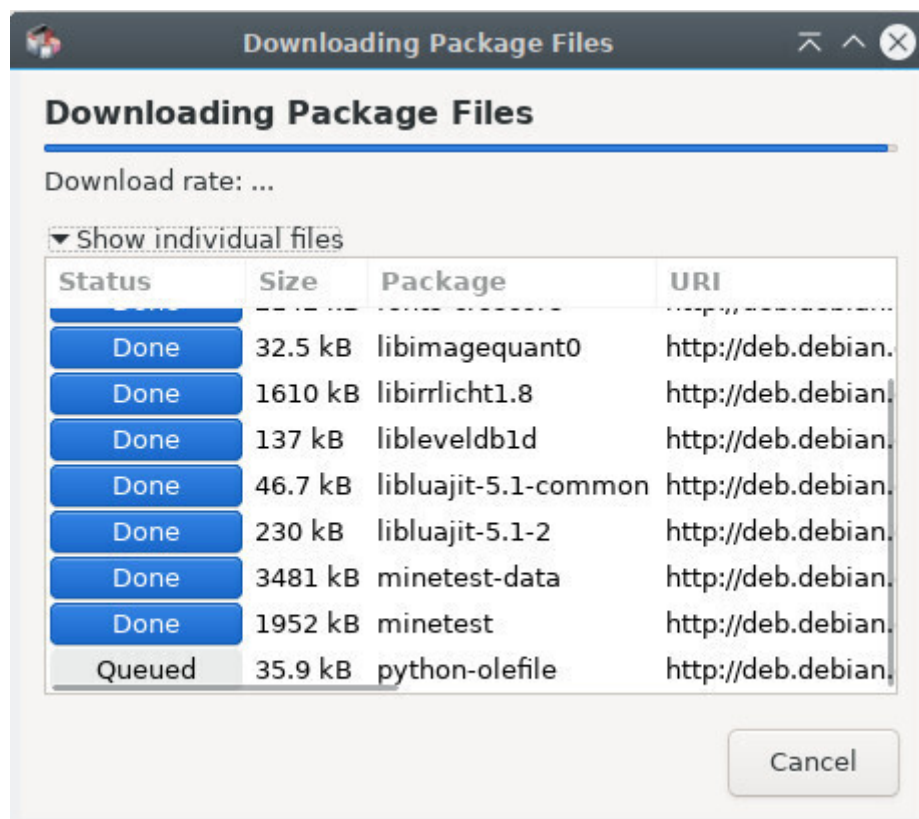 Downloading Package Files
Downloading Package Files
Download rate: ...
Show individual files
Status Size Package URI
Done 32.5 kB libimagequant0 http://deb.debian.
Done 1610 kB libirrlicht1.8 http://deb.debian.
Done 137 kB libleveldb1d http://deb.debian.
Done 46.7 kB libluajit-5.1-common http://deb.debian.
Done 230 kB libluajit-5.1-2 http://deb.debian.
Done 3481 kB minetest-data http://deb.debian.
Done 1952 kB minetest http://deb.debian.
Queued 35.9 kB python-olefile http://deb.debian.
Cancel